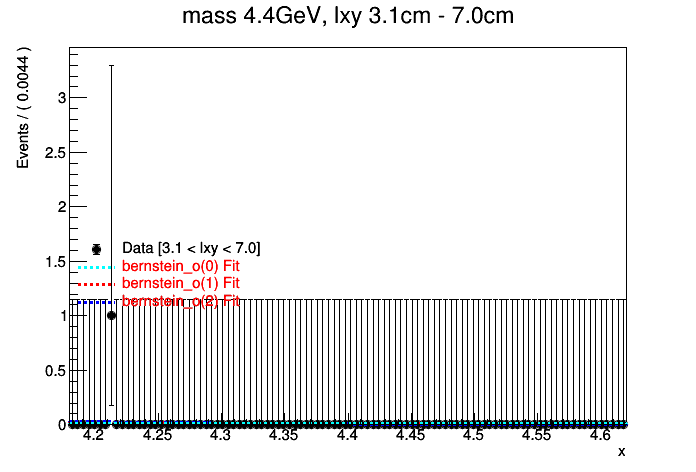 mass 4.4GeV, lxy 3.1cm - 7.0cm
Events / ( 0.0044 )
3
2.5
2
1.5
1
0.5
0
Data [3.1 < lxy < 7.0]
bernstein_o(0) Fit
bernstein_o(1) Fit
bernstein_o(2) Fit
4.2 4.25 4.3 4.35 4.4 4.45 4.5 4.55 4.6
x